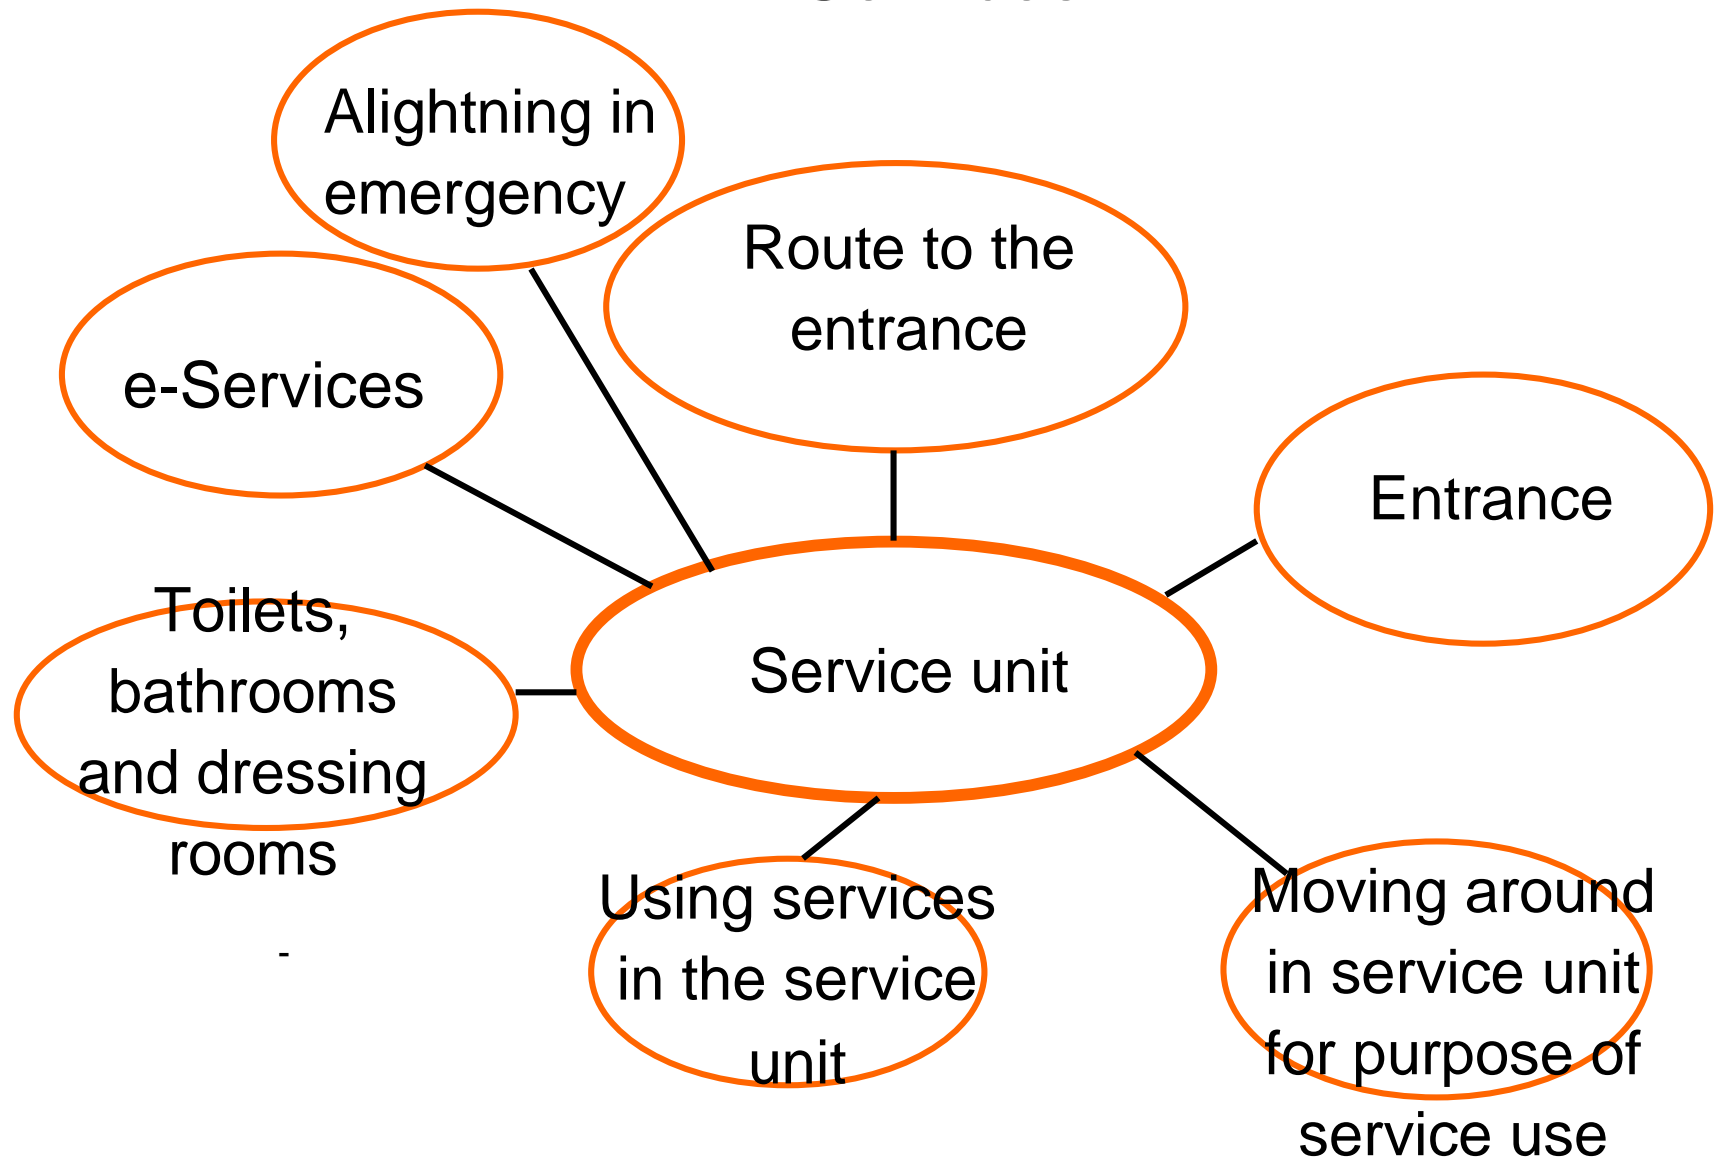 Alightning in
emergency
Route to the
entrance
e-Services
Entrance
Service unit
Toilets,
bathrooms
and dressing
rooms
-
Using services
in the service
unit
Moving around
in service unit
for purpose of
service use